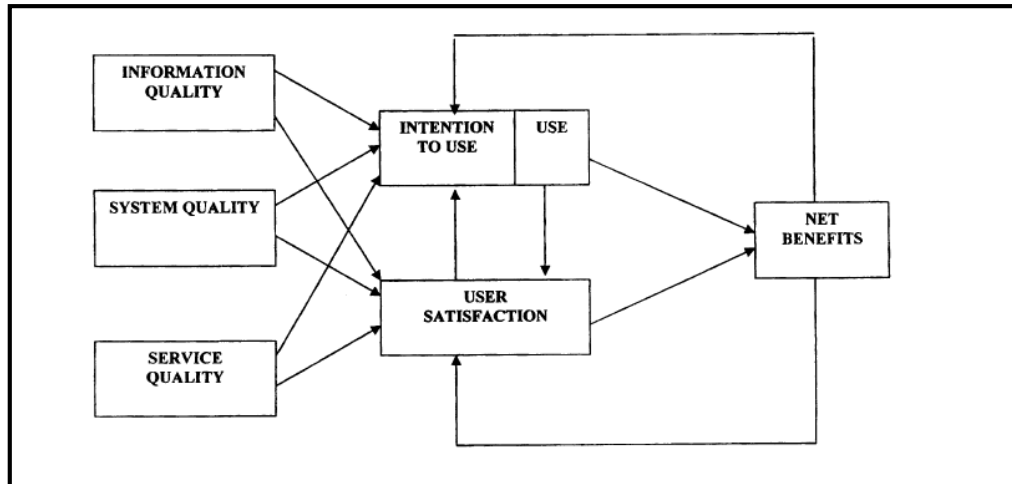 INFORMATION
QUALITY
INTENTION
TO USE
USE
SYSTEM QUALITY
NET
BENEFITS
USER
SATISFACTION
SERVICE
QUALITY